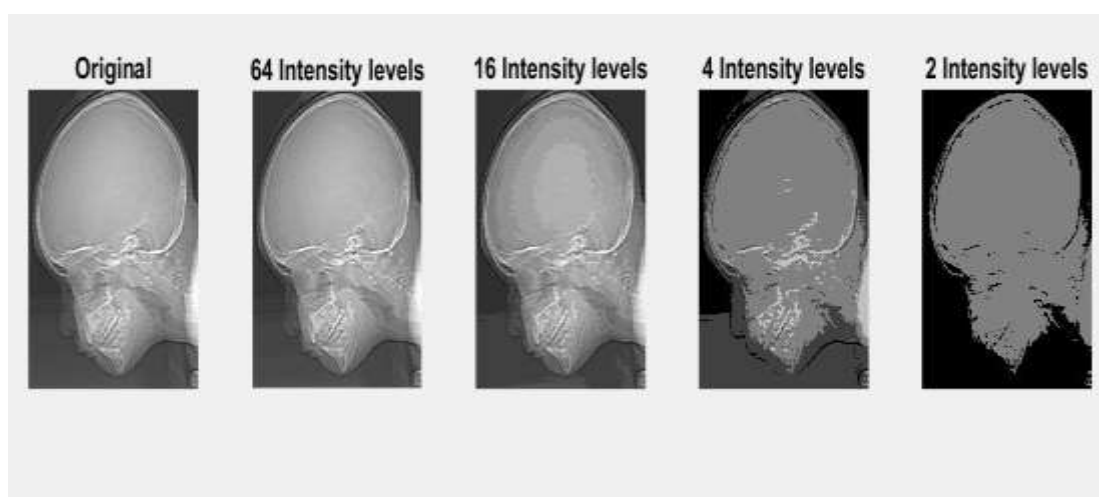 Original
64 Intensity levels
16 Intensity levels
4 Intensity levels
2 Intensity levels